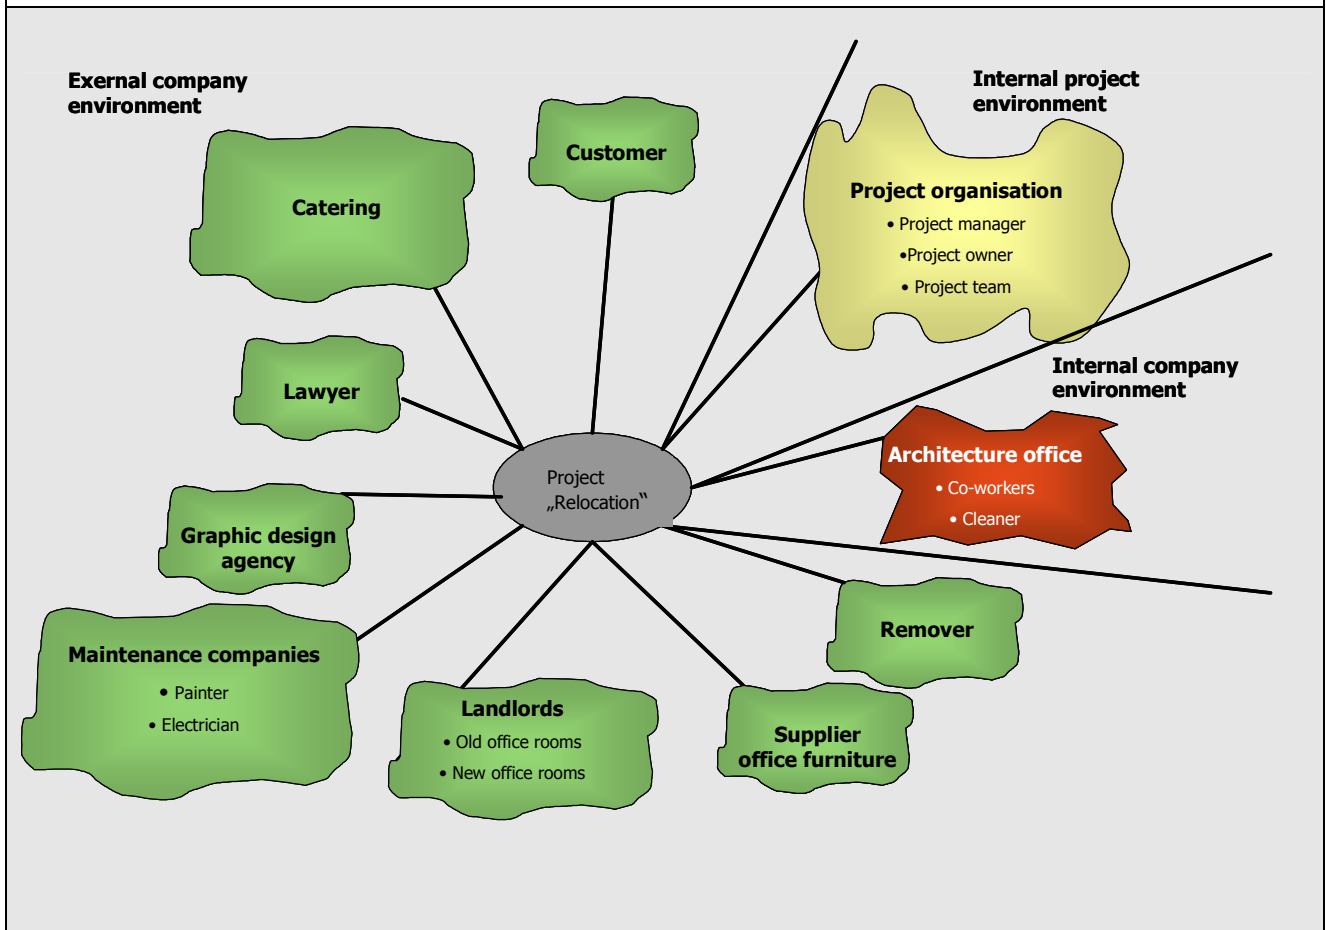 Exernal company
environment
Internal project
environment
Customer
Catering
Project organisation
• Project manager
•Project owner
• Project team
Lawyer
Internal company
environment
Architecture office
• Co-workers
• Cleaner
Project
„Relocation“
Graphic design
agency
Remover
Maintenance companies
• Painter
• Electrician
Landlords
• Old office rooms
• New office rooms
Supplier
office furniture